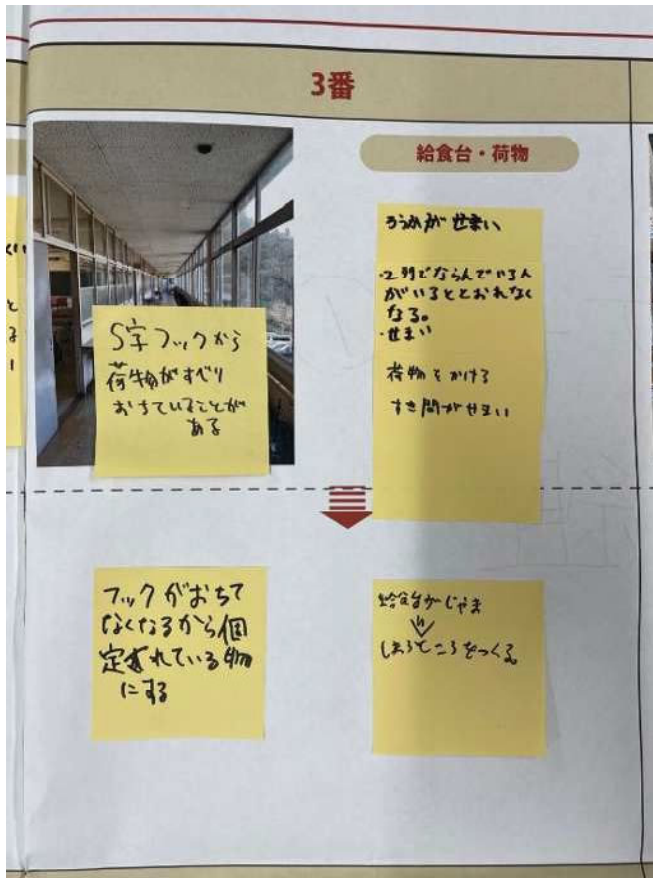 3番
給食台・荷物
ろうかが せまい
・2列でならんでいる人
がいるととおれなく
なる。
・せまい
荷物をかける
すき間がせまい
S字フックから
荷物がすべり
おちていることが
ある
フックがおちて
なくなるから個
定されている物
にする
給食台がじゃま
しまうところをつくる